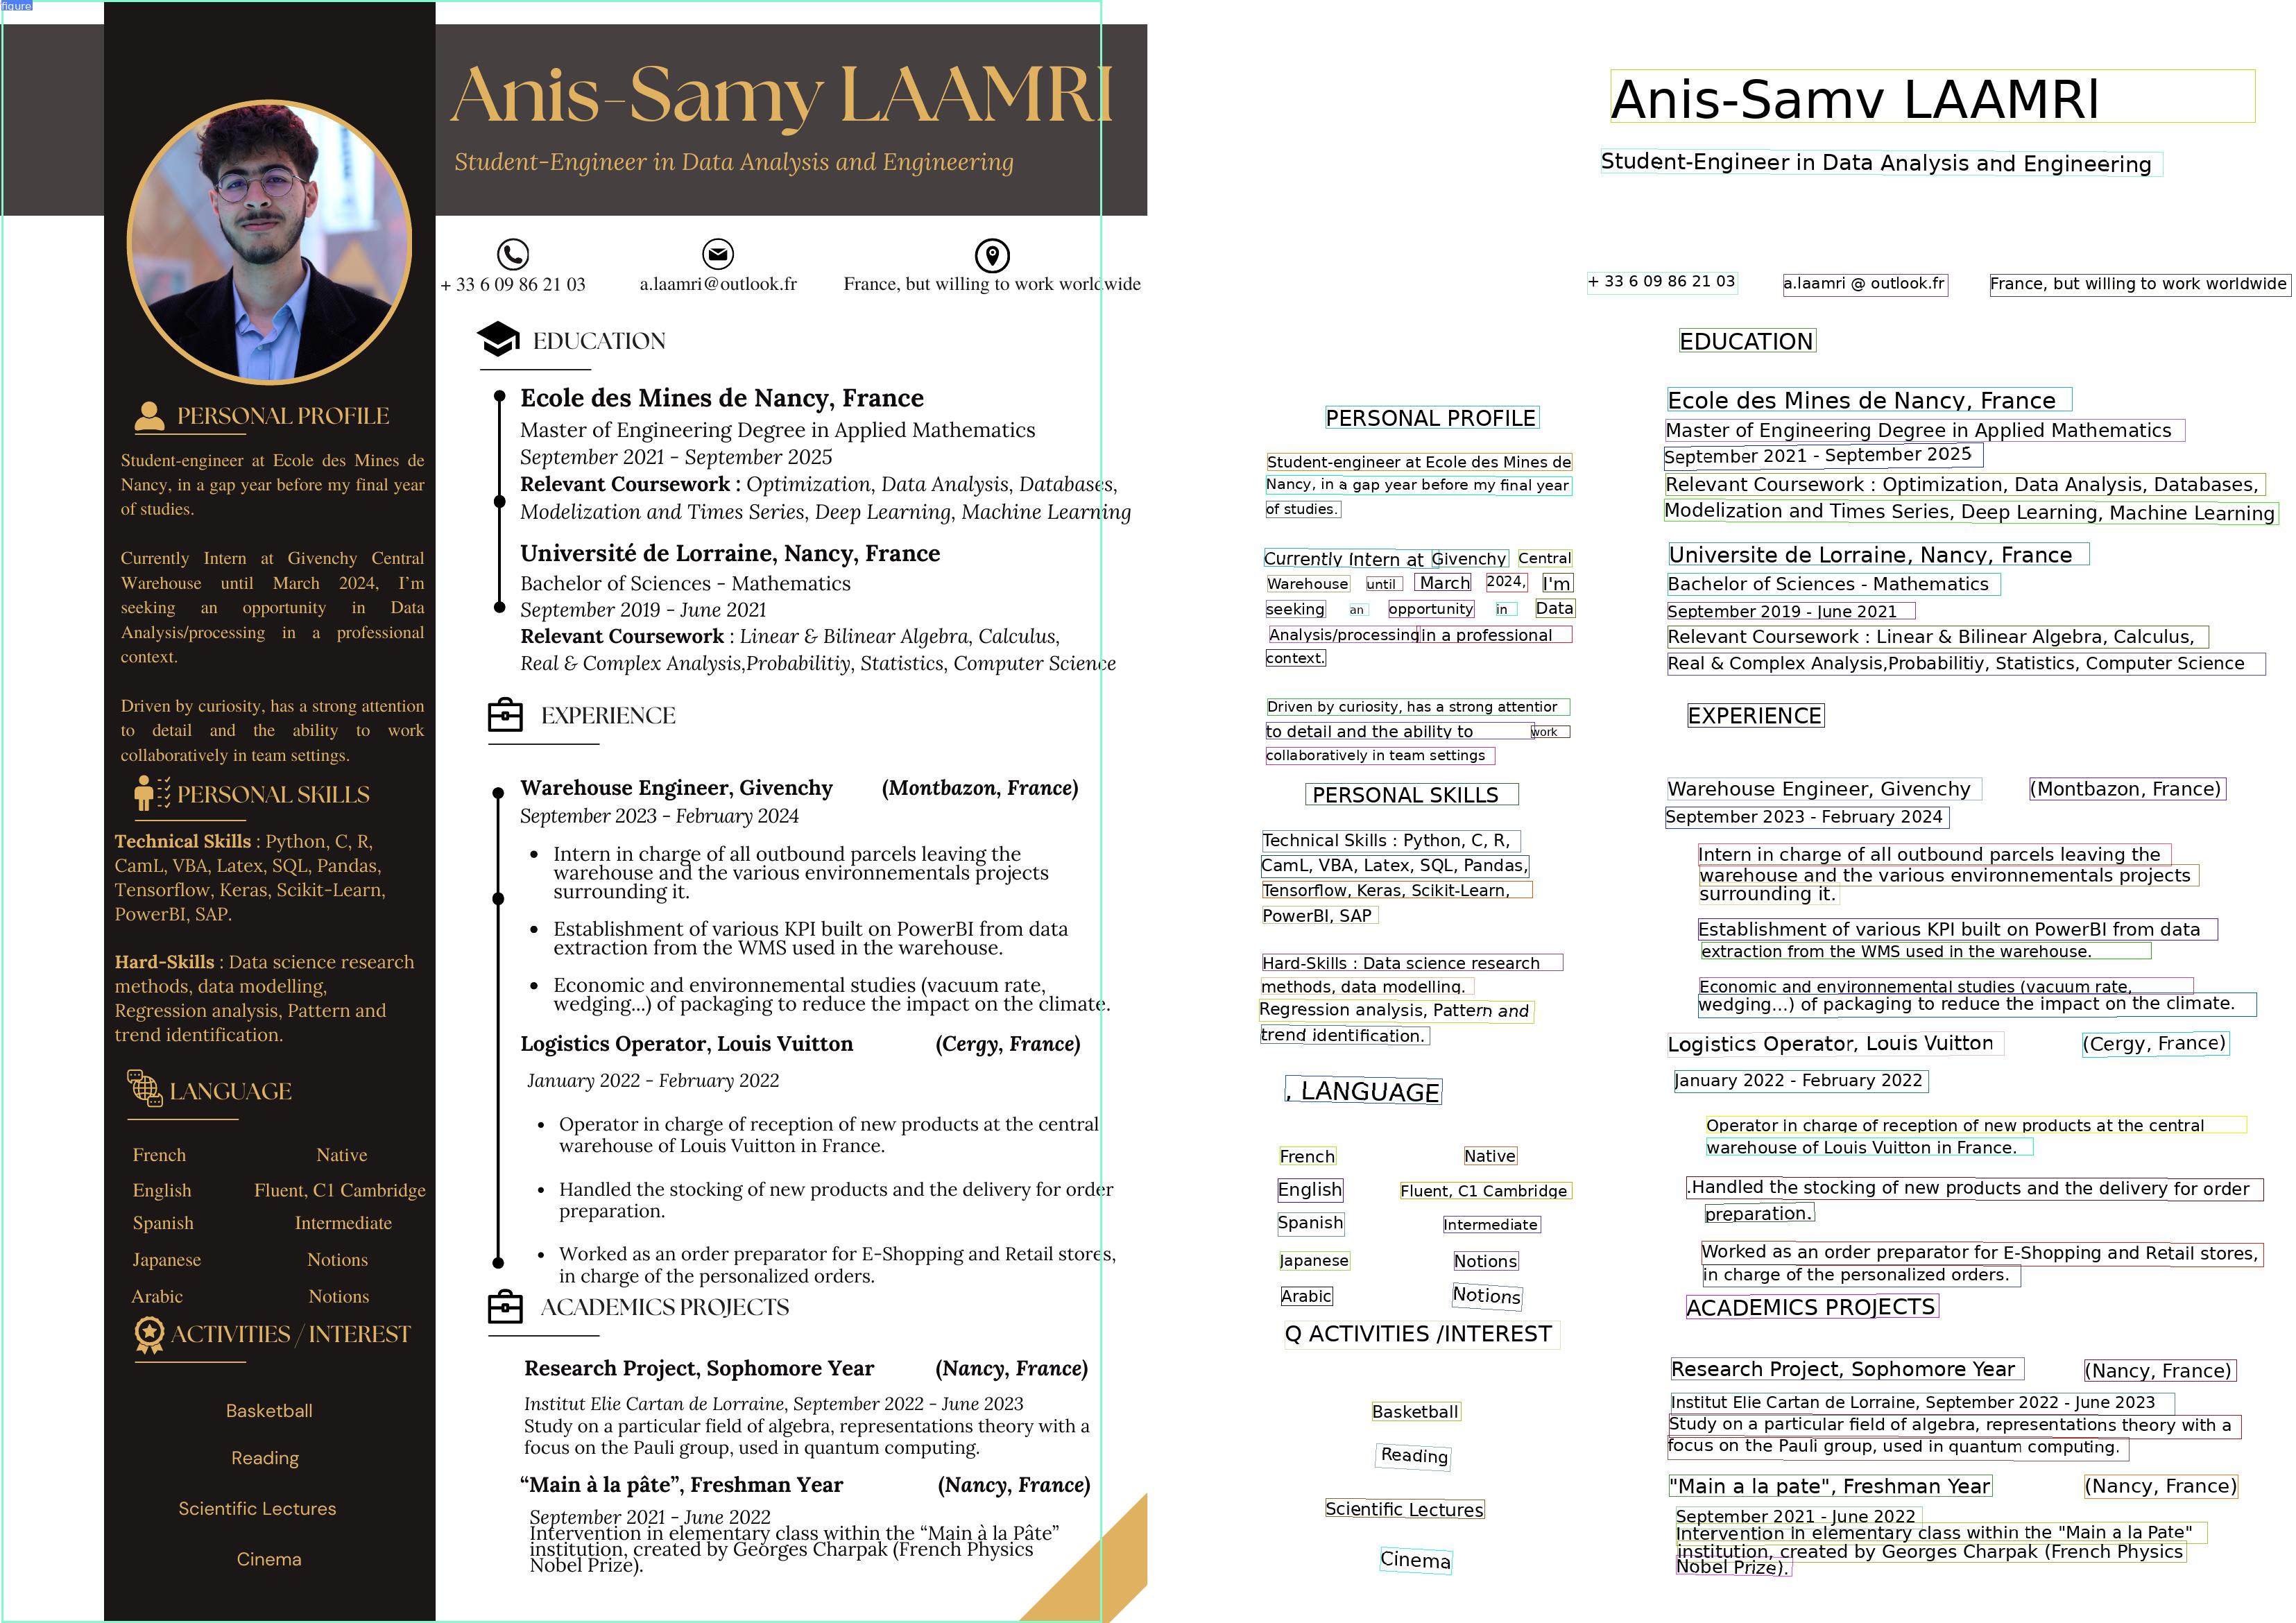 figure
Anis-Samy LAAMRI
Student-Engineer in Data Analysis and Engineering
+ 33 6 09 86 21 03
a.laamri@outlook.fr
France, but willing to work worldwide
PERSONAL PROFILE
Student-engineer at Ecole des Mines de
Nancy, in a gap year before my final year
of studies.
Currently Intern at Givenchy Central
Warehouse until March 2024, I’m
seeking an opportunity in Data
Analysis/processing in a professional
context.
Driven by curiosity, has a strong attention
to detail and the ability to work
collaboratively in team settings.
PERSONAL SKILLS
Technical Skills : Python, C, R,
CamL, VBA, Latex, SQL, Pandas,
Tensorflow, Keras, Scikit-Learn,
PowerBI, SAP.
Hard-Skills : Data science research
methods, data modelling,
Regression analysis, Pattern and
trend identification.
LANGUAGE
French Native
English Fluent, C1 Cambridge
Spanish Intermediate
Japanese Notions
Arabic Notions
ACTIVITIES / INTEREST
Basketball
Reading
Scientific Lectures
Cinema
EDUCATION
Ecole des Mines de Nancy, France
Master of Engineering Degree in Applied Mathematics
September 2021 - September 2025
Relevant Coursework : Optimization, Data Analysis, Databases,
Modelization and Times Series, Deep Learning, Machine Learning
Université de Lorraine, Nancy, France
Bachelor of Sciences - Mathematics
September 2019 - June 2021
Relevant Coursework : Linear & Bilinear Algebra, Calculus,
Real & Complex Analysis,Probabilitiy, Statistics, Computer Science
EXPERIENCE
Warehouse Engineer, Givenchy (Montbazon, France)
September 2023 - February 2024
• Intern in charge of all outbound parcels leaving the
warehouse and the various environnementals projects
surrounding it.
• Establishment of various KPI built on PowerBI from data
extraction from the WMS used in the warehouse.
• Economic and environnemental studies (vacuum rate,
wedging...) of packaging to reduce the impact on the climate.
Logistics Operator, Louis Vuitton (Cergy, France)
January 2022 - February 2022
• Operator in charge of reception of new products at the central
warehouse of Louis Vuitton in France.
• Handled the stocking of new products and the delivery for order
preparation.
• Worked as an order preparator for E-Shopping and Retail stores,
in charge of the personalized orders.
ACADEMICS PROJECTS
Research Project, Sophomore Year (Nancy, France)
Institut Elie Cartan de Lorraine, September 2022 - June 2023
Study on a particular field of algebra, representations theory with a
focus on the Pauli group, used in quantum computing.
“Main à la pâte”, Freshman Year (Nancy, France)
September 2021 - June 2022
Intervention in elementary class within the “Main à la Pâte”
institution, created by Georges Charpak (French Physics
Nobel Prize).
Anis-Samv LAAMRl
Student-Engineer in Data Analysis and Engineering
+ 33 6 09 86 21 03
a.laamri @ outlook.fr
France, but willing to work worldwide
PERSONAL PROFILE
Student-engineer at Ecole des Mines de
Nancy, in a gap year before my final year
of studies.
Currently Intern at Givenchy Central
Warehouse until March 2024, I'm
seeking an opportunity in Data
Analysis/processing in a professional
context.
Driven by curiosity, has a strong attentior
to detail and the ability to work
collaboratively in team settings
PERSONAL SKILLS
Technical Skills : Python, C, R,
CamL, VBA, Latex, SQL, Pandas,
Tensorflow, Keras, Scikit-Learn,
PowerBI, SAP
Hard-Skills : Data science research
methods, data modelling.
Regression analysis, Pattern and
trend identification.
, LANGUAGE
French Native
English Fluent, C1 Cambridge
Spanish Intermediate
Japanese Notions
Arabic Notions
Q ACTIVITIES /INTEREST
Basketball
Reading
Scientific Lectures
Cinema
EDUCATION
Ecole des Mines de Nancy, France
Master of Engineering Degree in Applied Mathematics
September 2021 - September 2025
Relevant Coursework : Optimization, Data Analysis, Databases,
Modelization and Times Series, Deep Learning, Machine Learning
Universite de Lorraine, Nancy, France
Bachelor of Sciences - Mathematics
September 2019 - June 2021
Relevant Coursework : Linear & Bilinear Algebra, Calculus,
Real & Complex Analysis,Probabilitiy, Statistics, Computer Science
EXPERIENCE
Warehouse Engineer, Givenchy (Montbazon, France)
September 2023 - February 2024
Intern in charge of all outbound parcels leaving the
warehouse and the various environnementals projects
surrounding it.
Establishment of various KPI built on PowerBI from data
extraction from the WMS used in the warehouse.
Economic and environnemental studies (vacuum rate,
wedging...) of packaging to reduce the impact on the climate.
Logistics Operator, Louis Vuitton (Cergy, France)
January 2022 - February 2022
Operator in charge of reception of new products at the central
warehouse of Louis Vuitton in France.
.Handled the stocking of new products and the delivery for order
preparation.
Worked as an order preparator for E-Shopping and Retail stores,
in charge of the personalized orders.
ACADEMICS PROJECTS
Research Project, Sophomore Year (Nancy, France)
Institut Elie Cartan de Lorraine, September 2022 - June 2023
Study on a particular field of algebra, representations theory with a
focus on the Pauli group, used in quantum computing.
"Main a la pate", Freshman Year (Nancy, France)
September 2021 - June 2022
Intervention in elementary class within the "Main a la Pate"
institution, created by Georges Charpak (French Physics
Nobel Prize).